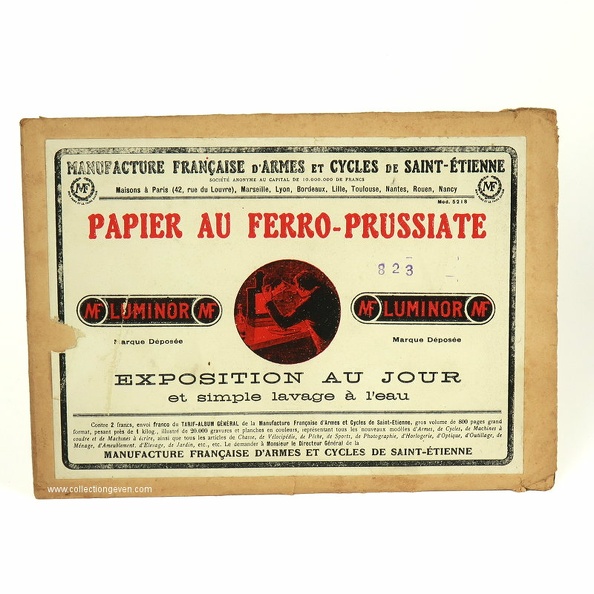 MANUFACTURE FRANÇAISE D'ARMES ET CYCLES DE SAINT-ÉTIENNE
SOCIÉTÉ ANONYME AU CAPITAL DE 10.000.000 DE FRANCS
MF
Maisons à Paris (42, rue du Louvre), Marseille, Lyon, Bordeaux, Lille, Toulouse, Nantes, Rouen, Nancy
MF
Mod. 5218
PAPIER AU FERRO-PRUSSIATE
823
MF LUMINOR MF
MF LUMINOR MF
Marque Déposée
Marque Déposée
EXPOSITION AU JOUR
et simple lavage à l'eau
Contre 2 francs, envoi franco du TARIF-ALBUM GÉNÉRAL de la Manufacture Française d'Armes et Cycles de Saint-Etienne, gros volume de 800 pages grand
format, pesant près de 1 kilog., illustré de 20.000 gravures et planches en couleurs, représentant tous les nouveaux modèles d'Armes, de Cycles, de Machines à
coudre et de Machines à écrire, ainsi que tous les articles de Chasse, de Vélocipédie, de Pêche, de Sports, de Photographie, d'Horlogerie, d'Optique, d'Outillage, de
Ménage, d'Ameublement, d'Elevage, de Jardin, etc., etc. Le demander à Monsieur le Directeur Général de la
MANUFACTURE FRANÇAISE D'ARMES ET CYCLES DE SAINT-ÉTIENNE
www.collectiongeven.com